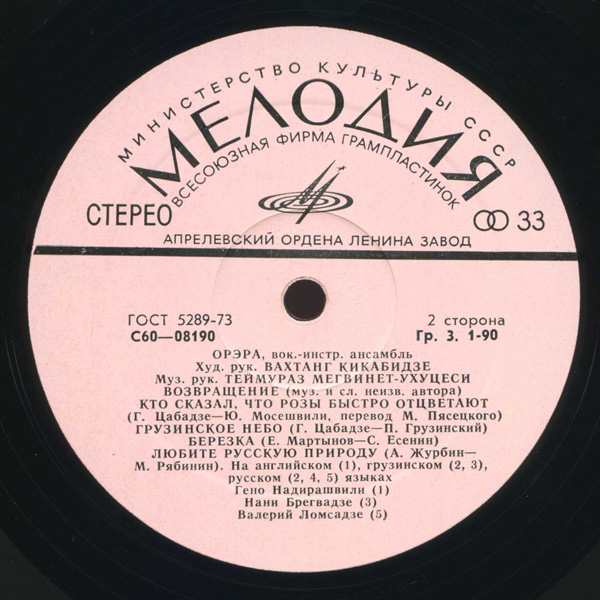 МИНИСТЕРСТВО КУЛЬТУРЫ СССР
МЕЛОДИЯ
ВСЕСОЮЗНАЯ ФИРМА ГРАМПЛАСТИНОК
СТЕРЕО
33
АПРЕЛЕВСКИЙ ОРДЕНА ЛЕНИНА ЗАВОД
ГОСТ 5289-73
2 сторона
С60—08190
Гр. 3. 1-90
ОРЭРА, вок.-инстр. ансамбль
Худ. рук. ВАХТАНГ КИКАБИДЗЕ
Муз. рук. ТЕЙМУРАЗ МЕГВИНЕТ-УХУЦЕСИ
ВОЗВРАЩЕНИЕ (муз. и сл. неизв. автора)
КТО СКАЗАЛ, ЧТО РОЗЫ БЫСТРО ОТЦВЕТАЮТ
(Г. Цабадзе—Ю. Мосешвили, перевод М. Пясецкого)
ГРУЗИНСКОЕ НЕБО (Г. Цабадзе—П. Грузинский)
БЕРЕЗКА (Е. Мартынов—С. Есенин)
ЛЮБИТЕ РУССКУЮ ПРИРОДУ (А. Журбин—
М. Рябинин). На английском (1), грузинском (2, 3),
русском (2, 4, 5) языках
Гено Надирашвили (1)
Нани Брегвадзе (3)
Валерий Ломсадзе (5)